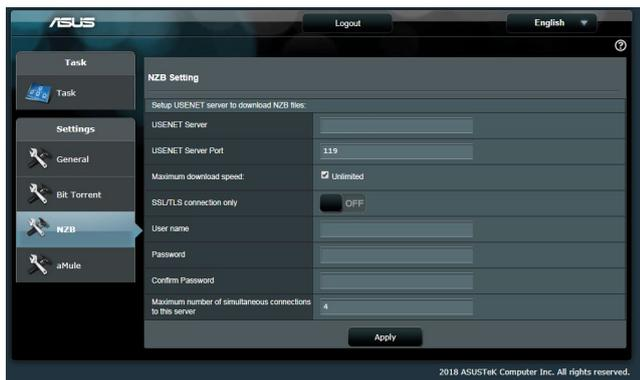 ASUS
Logout
English
Task
Task
Settings
General
Bit Torrent
NZB
aMule
NZB Setting
Setup USENET server to download NZB files:
USENET Server
USENET Server Port
119
Maximum download speed:
Unlimited
SSL/TLS connection only
OFF
User name
Password
Confirm Password
Maximum number of simultaneous connections
to this server
4
Apply
2018 ASUSTeK Computer Inc. All rights reserved.